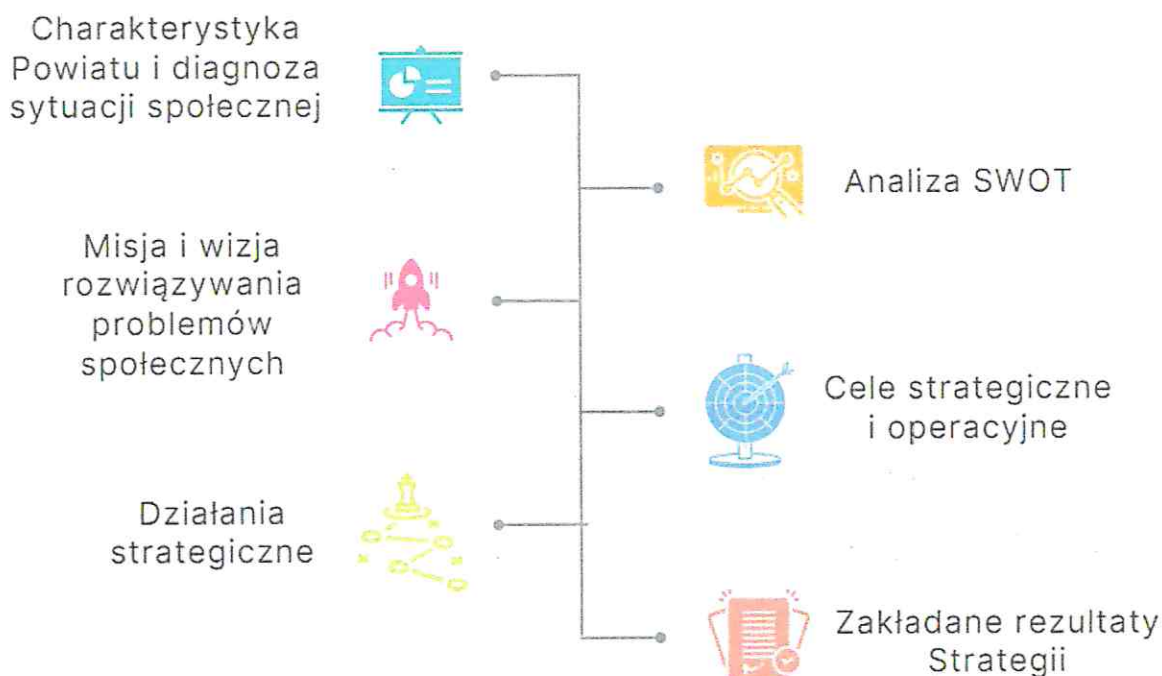 Charakterystyka
Powiatu i diagnoza
sytuacji społecznej
Analiza SWOT
Misja i wizja
rozwiązywania
problemów
społecznych
Cele strategiczne
i operacyjne
Działania
strategiczne
Zakładane rezultaty
Strategii